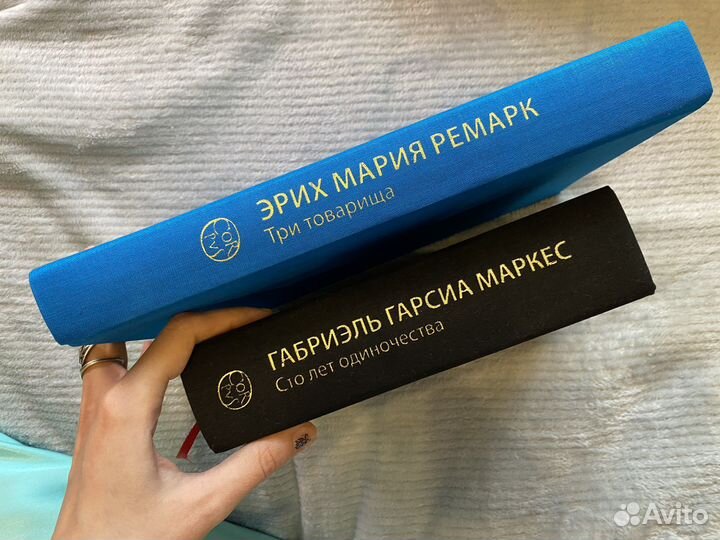 ЭРИХ МАРИЯ РЕМАРК
Три товарища
ГАБРИЭЛЬ ГАРСИА МАРКЕС
Сто лет одиночества
Avito